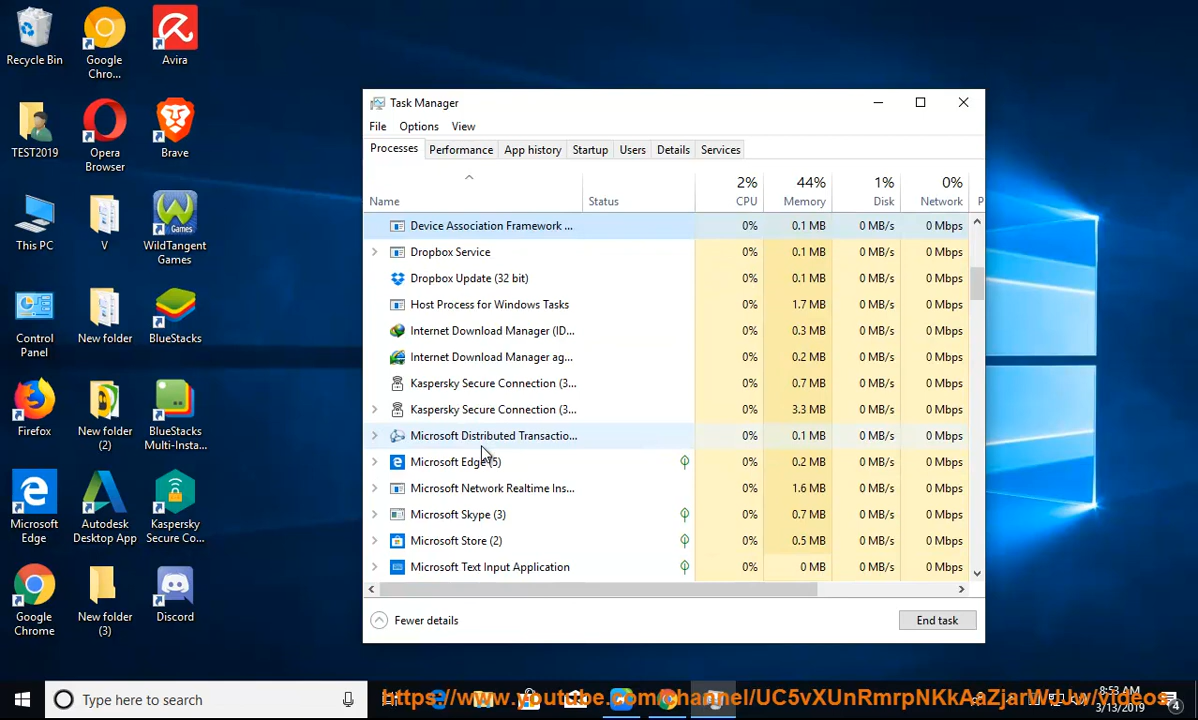 Recycle Bin
Google
Chro...
Avira
TEST2019
Opera
Browser
Brave
This PC
V
WildTangent
Games
Control
Panel
New folder
BlueStacks
Firefox
New folder
(2)
BlueStacks
Multi-Insta...
Microsoft
Edge
Autodesk
Desktop App
Kaspersky
Secure Co...
Google
Chrome
New folder
(3)
Discord
Task Manager
File Options View
Processes Performance App history Startup Users Details Services
2% 44% 1% 0%
Name Status CPU Memory Disk Network P
Device Association Framework ... 0% 0.1 MB 0 MB/s 0 Mbps
Dropbox Service 0% 0.1 MB 0 MB/s 0 Mbps
Dropbox Update (32 bit) 0% 0.1 MB 0 MB/s 0 Mbps
Host Process for Windows Tasks 0% 1.7 MB 0 MB/s 0 Mbps
Internet Download Manager (ID... 0% 0.3 MB 0 MB/s 0 Mbps
Internet Download Manager ag... 0% 0.2 MB 0 MB/s 0 Mbps
Kaspersky Secure Connection (3... 0% 0.7 MB 0 MB/s 0 Mbps
Kaspersky Secure Connection (3... 0% 3.3 MB 0 MB/s 0 Mbps
Microsoft Distributed Transactio... 0% 0.1 MB 0 MB/s 0 Mbps
Microsoft Edge (5) 0% 0.2 MB 0 MB/s 0 Mbps
Microsoft Network Realtime Ins... 0% 1.6 MB 0 MB/s 0 Mbps
Microsoft Skype (3) 0% 0.7 MB 0 MB/s 0 Mbps
Microsoft Store (2) 0% 0.5 MB 0 MB/s 0 Mbps
Microsoft Text Input Application 0% 0 MB 0 MB/s 0 Mbps
Fewer details End task
Type here to search
https://www.youtube.com/channel/UC5vXUnRmrpNKkAaZjarWJUw/videos
8:53 AM
3/13/2019
4